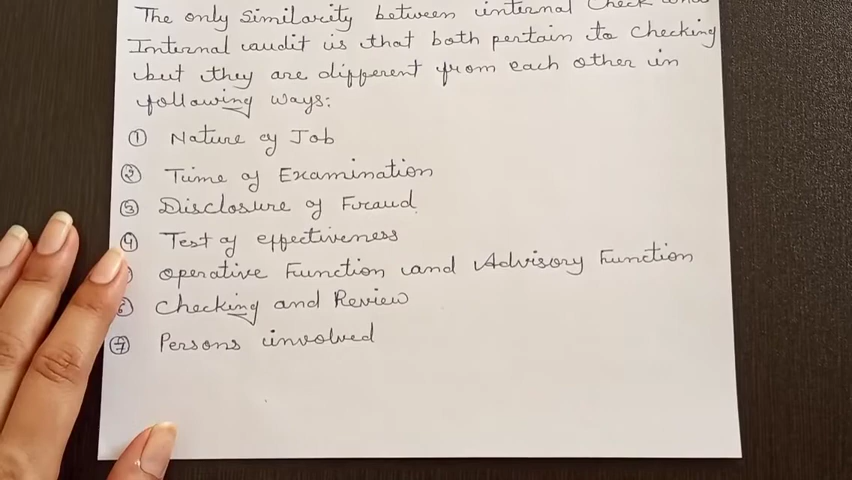 The only similarity between internal Check and
Internal audit is that both pertain to checking
but they are different from each other in
following ways:
① Nature of Job
② Time of Examination
③ Disclosure of Fraud
④ Test of effectiveness
operative Function and Advisory Function
⑥ Checking and Review
⑦ Persons involved